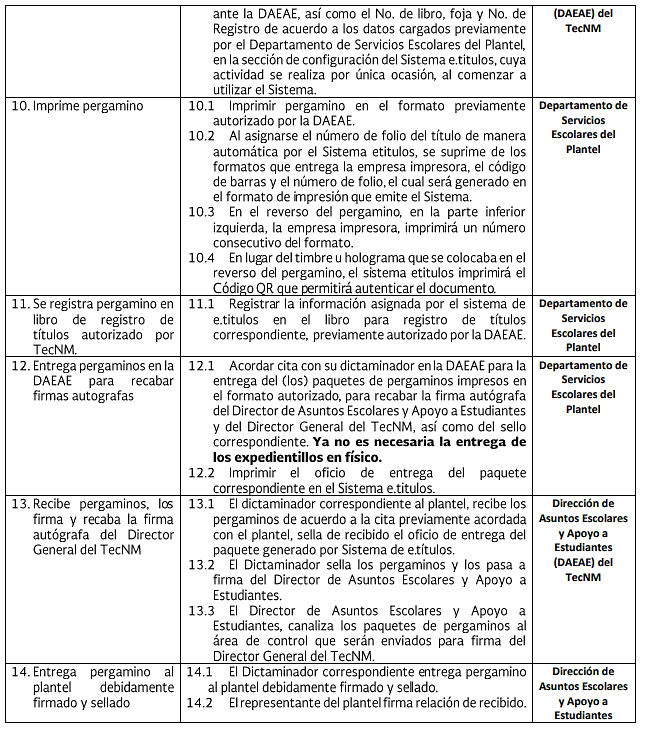 ante la DAEAE, así como el No. de libro, foja y No. de
Registro de acuerdo a los datos cargados previamente
por el Departamento de Servicios Escolares del Plantel,
en la sección de configuración del Sistema e.titulos, cuya
actividad se realiza por única ocasión, al comenzar a
utilizar el Sistema.
(DAEAE) del
TecNM
10. Imprime pergamino
10.1 Imprimir pergamino en el formato previamente
autorizado por la DAEAE.
10.2 Al asignarse el número de folio del título de manera
automática por el Sistema etitulos, se suprime de los
formatos que entrega la empresa impresora, el código
de barras y el número de folio, el cual será generado en
el formato de impresión que emite el Sistema.
10.3 En el reverso del pergamino, en la parte inferior
izquierda, la empresa impresora, imprimirá un número
consecutivo del formato.
10.4 En lugar del timbre u holograma que se colocaba en el
reverso del pergamino, el sistema etitulos imprimirá el
Código QR que permitirá autenticar el documento.
Departamento de
Servicios
Escolares del
Plantel
11. Se registra pergamino en
libro de registro de
títulos autorizado por
TecNM.
11.1 Registrar la información asignada por el sistema de
e.titulos en el libro para registro de títulos
correspondiente, previamente autorizado por la DAEAE.
Departamento de
Servicios
Escolares del
Plantel
12. Entrega pergaminos en la
DAEAE para recabar
firmas autografas
12.1 Acordar cita con su dictaminador en la DAEAE para la
entrega del (los) paquetes de pergaminos impresos en
el formato autorizado, para recabar la firma autógrafa
del Director de Asuntos Escolares y Apoyo a Estudiantes
y del Director General del TecNM, así como del sello
correspondiente. Ya no es necesaria la entrega de
los expedientillos en físico.
12.2 Imprimir el oficio de entrega del paquete
correspondiente en el Sistema e.titulos.
Departamento de
Servicios
Escolares del
Plantel
13. Recibe pergaminos, los
firma y recaba la firma
autógrafa del Director
General del TecNM
13.1 El dictaminador correspondiente al plantel, recibe los
pergaminos de acuerdo a la cita previamente acordada
con el plantel, sella de recibido el oficio de entrega del
paquete generado por Sistema de e.títulos.
13.2 El Dictaminador sella los pergaminos y los pasa a
firma del Director de Asuntos Escolares y Apoyo a
Estudiantes.
13.3 El Director de Asuntos Escolares y Apoyo a
Estudiantes, canaliza los paquetes de pergaminos al
área de control que serán enviados para firma del
Director General del TecNM.
Dirección de
Asuntos Escolares
y Apoyo a
Estudiantes
(DAEAE) del
TecNM
14. Entrega pergamino al
plantel debidamente
firmado y sellado
14.1 El Dictaminador correspondiente entrega pergamino
al plantel debidamente firmado y sellado.
14.2 El representante del plantel firma relación de recibido.
Dirección de
Asuntos Escolares
y Apoyo a
Estudiantes